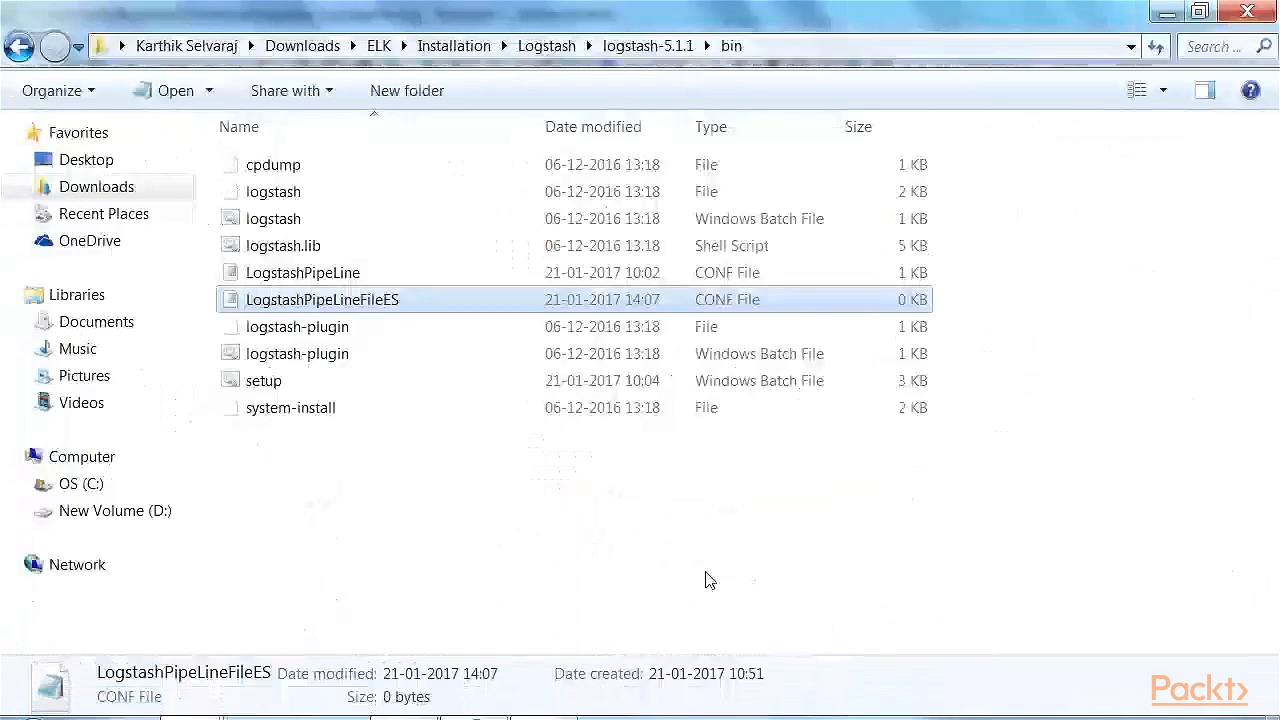 Karthik Selvaraj Downloads ELK Installation Logstash logstash-5.1.1 bin Search ...
Organize Open Share with New folder
Name Date modified Type Size
Favorites
Desktop
Downloads
Recent Places
OneDrive
Libraries
Documents
Music
Pictures
Videos
Computer
OS (C:)
New Volume (D:)
Network
cpdump 06-12-2016 13:18 File 1 KB
logstash 06-12-2016 13:18 File 2 KB
logstash 06-12-2016 13:18 Windows Batch File 1 KB
logstash.lib 06-12-2016 13:18 Shell Script 5 KB
LogstashPipeLine 21-01-2017 10:02 CONF File 1 KB
LogstashPipeLineFileES 21-01-2017 14:07 CONF File 0 KB
logstash-plugin 06-12-2016 13:18 File 1 KB
logstash-plugin 06-12-2016 13:18 Windows Batch File 1 KB
setup 21-01-2017 10:04 Windows Batch File 3 KB
system-install 06-12-2016 13:18 File 2 KB
LogstashPipeLineFileES Date modified: 21-01-2017 14:07 Date created: 21-01-2017 10:51
CONF File Size: 0 bytes
Packt